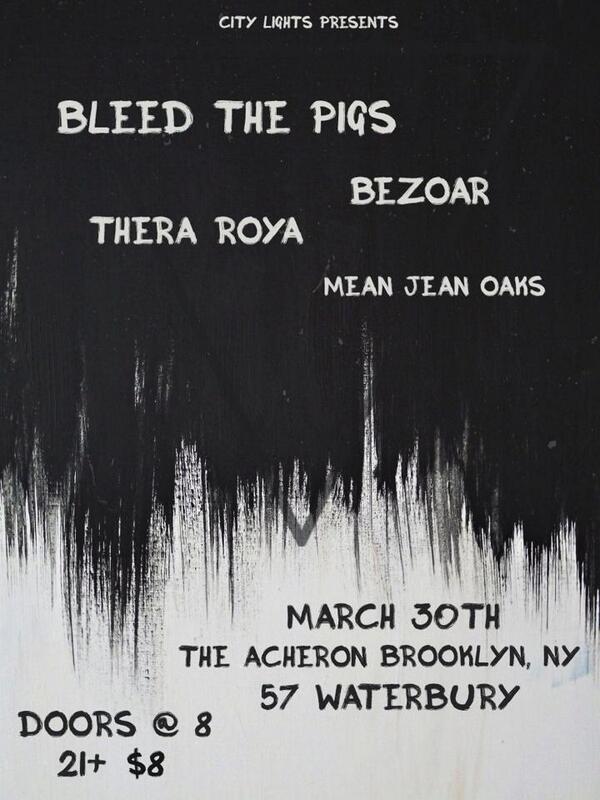 CITY LIGHTS PRESENTS
BLEED THE PIGS
BEZOAR
THERA ROYA
MEAN JEAN OAKS
MARCH 30TH
THE ACHERON BROOKLYN, NY
57 WATERBURY
DOORS @ 8
21+ $8